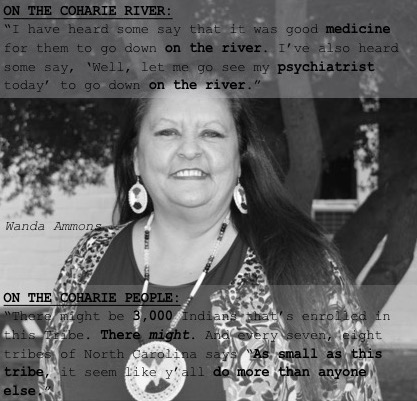 ON THE COHARIE RIVER:
“I have heard some say that it was good medicine
for them to go down on the river. I’ve also heard
some say, ‘Well, let me go see my psychiatrist
today’ to go down on the river.”
Wanda Ammons
ON THE COHARIE PEOPLE:
“There might be 3,000 Indians that’s enrolled in
this Tribe. There might. And every seven, eight
tribes of North Carolina says “As small as this
tribe, it seem like y’all do more than anyone
else.”